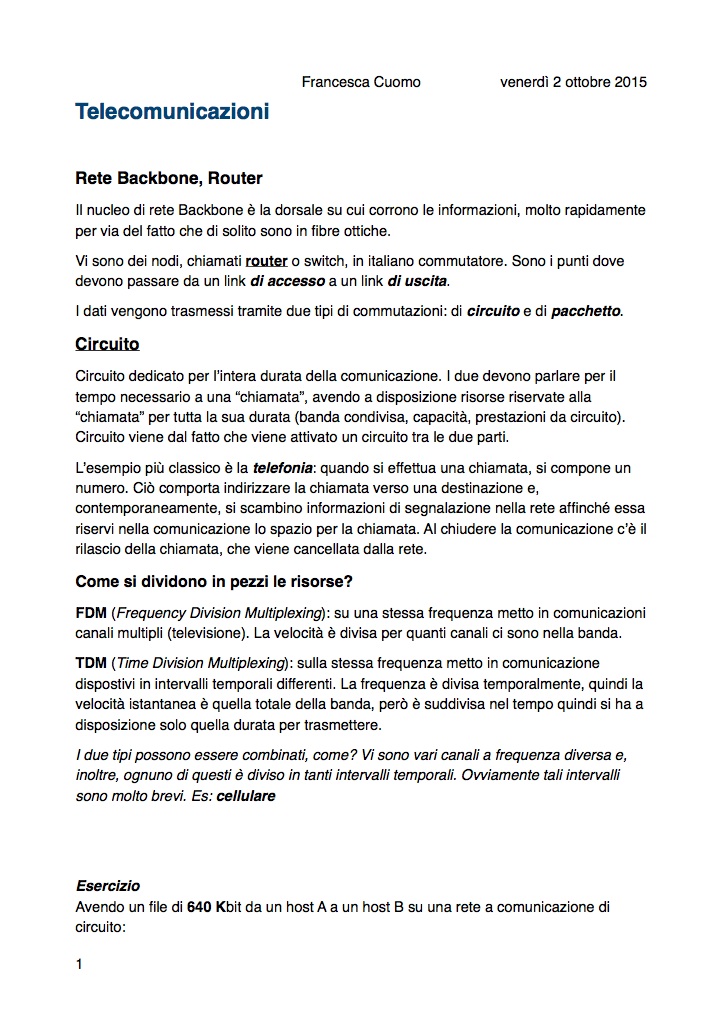 Francesca Cuomo venerdì 2 ottobre 2015
Telecomunicazioni
Rete Backbone, Router
Il nucleo di rete Backbone è la dorsale su cui corrono le informazioni, molto rapidamente
per via del fatto che di solito sono in fibre ottiche.
Vi sono dei nodi, chiamati router o switch, in italiano commutatore. Sono i punti dove
devono passare da un link di accesso a un link di uscita.
I dati vengono trasmessi tramite due tipi di commutazioni: di circuito e di pacchetto.
Circuito
Circuito dedicato per l’intera durata della comunicazione. I due devono parlare per il
tempo necessario a una “chiamata”, avendo a disposizione risorse riservate alla
“chiamata” per tutta la sua durata (banda condivisa, capacità, prestazioni da circuito).
Circuito viene dal fatto che viene attivato un circuito tra le due parti.
L’esempio più classico è la telefonia: quando si effettua una chiamata, si compone un
numero. Ciò comporta indirizzare la chiamata verso una destinazione e,
contemporaneamente, si scambino informazioni di segnalazione nella rete affinché essa
riservi nella comunicazione lo spazio per la chiamata. Al chiudere la comunicazione c’è il
rilascio della chiamata, che viene cancellata dalla rete.
Come si dividono in pezzi le risorse?
FDM (Frequency Division Multiplexing): su una stessa frequenza metto in comunicazioni
canali multipli (televisione). La velocità è divisa per quanti canali ci sono nella banda.
TDM (Time Division Multiplexing): sulla stessa frequenza metto in comunicazione
dispostivi in intervalli temporali differenti. La frequenza è divisa temporalmente, quindi la
velocità istantanea è quella totale della banda, però è suddivisa nel tempo quindi si ha a
disposizione solo quella durata per trasmettere.
I due tipi possono essere combinati, come? Vi sono vari canali a frequenza diversa e,
inoltre, ognuno di questi è diviso in tanti intervalli temporali. Ovviamente tali intervalli
sono molto brevi. Es: cellulare
Esercizio
Avendo un file di 640 Kbit da un host A a un host B su una rete a comunicazione di
circuito:
1